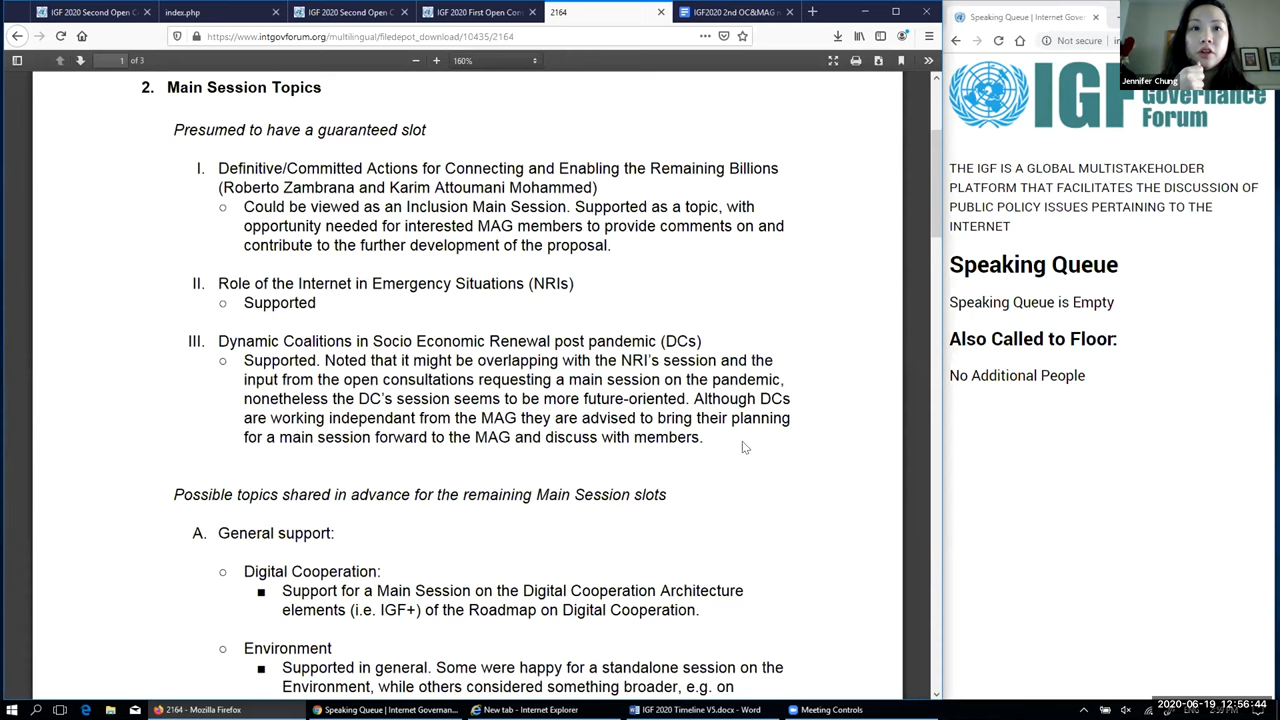 IGF 2020 Second Open C
index.php
IGF 2020 Second Open C
IGF 2020 First Open Con
2164
IGF2020 2nd OC&MAG
Speaking Queue | Internet Gover
https://www.intgovforum.org/multilingual/filedepot_download/10435/2164
Not secure
1 of 3
160%
Jennifer Chung
IGF
Governance
Forum
2. Main Session Topics
Presumed to have a guaranteed slot
I. Definitive/Committed Actions for Connecting and Enabling the Remaining Billions
(Roberto Zambrana and Karim Attoumani Mohammed)
○ Could be viewed as an Inclusion Main Session. Supported as a topic, with
opportunity needed for interested MAG members to provide comments on and
contribute to the further development of the proposal.
II. Role of the Internet in Emergency Situations (NRIs)
○ Supported
III. Dynamic Coalitions in Socio Economic Renewal post pandemic (DCs)
○ Supported. Noted that it might be overlapping with the NRI's session and the
input from the open consultations requesting a main session on the pandemic,
nonetheless the DC's session seems to be more future-oriented. Although DCs
are working independant from the MAG they are advised to bring their planning
for a main session forward to the MAG and discuss with members.
Possible topics shared in advance for the remaining Main Session slots
A. General support:
○ Digital Cooperation:
■ Support for a Main Session on the Digital Cooperation Architecture
elements (i.e. IGF+) of the Roadmap on Digital Cooperation.
○ Environment
■ Supported in general. Some were happy for a standalone session on the
Environment, while others considered something broader, e.g. on
THE IGF IS A GLOBAL MULTISTAKEHOLDER
PLATFORM THAT FACILITATES THE DISCUSSION OF
PUBLIC POLICY ISSUES PERTAINING TO THE
INTERNET
Speaking Queue
Speaking Queue is Empty
Also Called to Floor:
No Additional People
2164 - Mozilla Firefox
Speaking Queue | Internet Governan...
New tab - Internet Explorer
IGF 2020 Timeline V5.docx - Word
Meeting Controls
2020-06-19 12:56:44